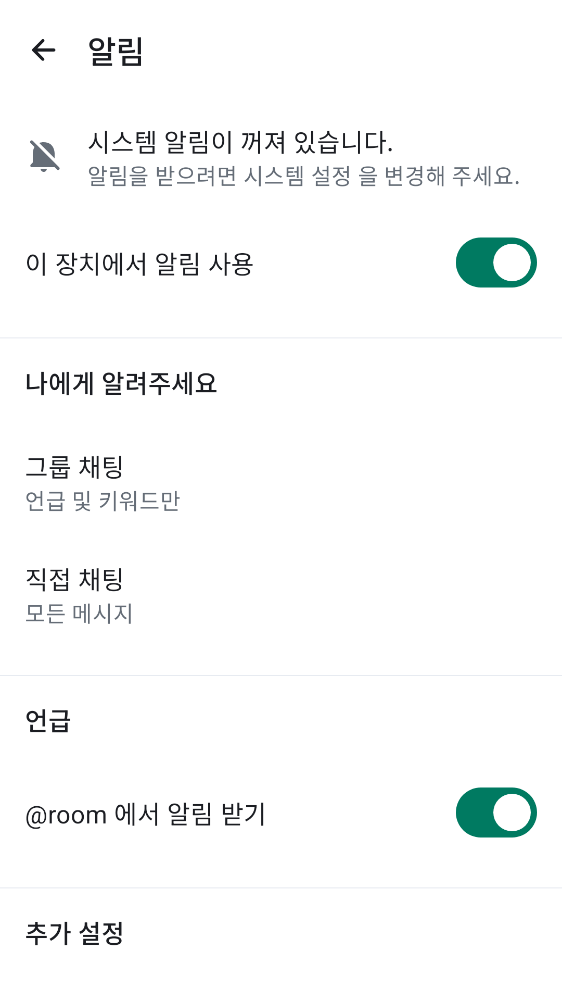 알림
시스템 알림이 꺼져 있습니다.
알림을 받으려면 시스템 설정 을 변경해 주세요.
이 장치에서 알림 사용
나에게 알려주세요
그룹 채팅
언급 및 키워드만
직접 채팅
모든 메시지
언급
@room 에서 알림 받기
추가 설정